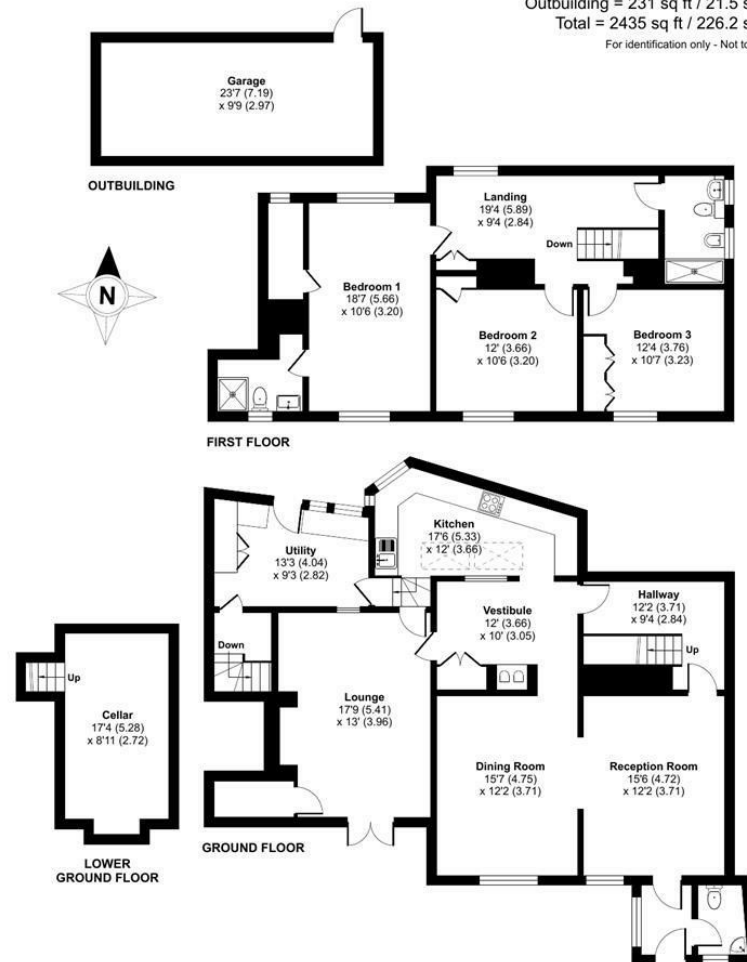 Outbuilding = 231 sq ft / 21.5 s
Total = 2435 sq ft / 226.2 s
For identification only - Not to
Garage
23'7 (7.19)
x 9'9 (2.97)
OUTBUILDING
N
Landing
19'4 (5.89)
x 9'4 (2.84)
Down
Bedroom 1
18'7 (5.66)
x 10'6 (3.20)
Bedroom 2
12' (3.66)
x 10'6 (3.20)
Bedroom 3
12'4 (3.76)
x 10'7 (3.23)
FIRST FLOOR
Kitchen
17'6 (5.33)
x 12' (3.66)
Utility
13'3 (4.04)
x 9'3 (2.82)
Hallway
12'2 (3.71)
x 9'4 (2.84)
Up
Vestibule
12' (3.66)
x 10' (3.05)
Down
Up
Cellar
17'4 (5.28)
x 8'11 (2.72)
Lounge
17'9 (5.41)
x 13' (3.96)
Dining Room
15'7 (4.75)
x 12'2 (3.71)
Reception Room
15'6 (4.72)
x 12'2 (3.71)
LOWER
GROUND FLOOR
GROUND FLOOR